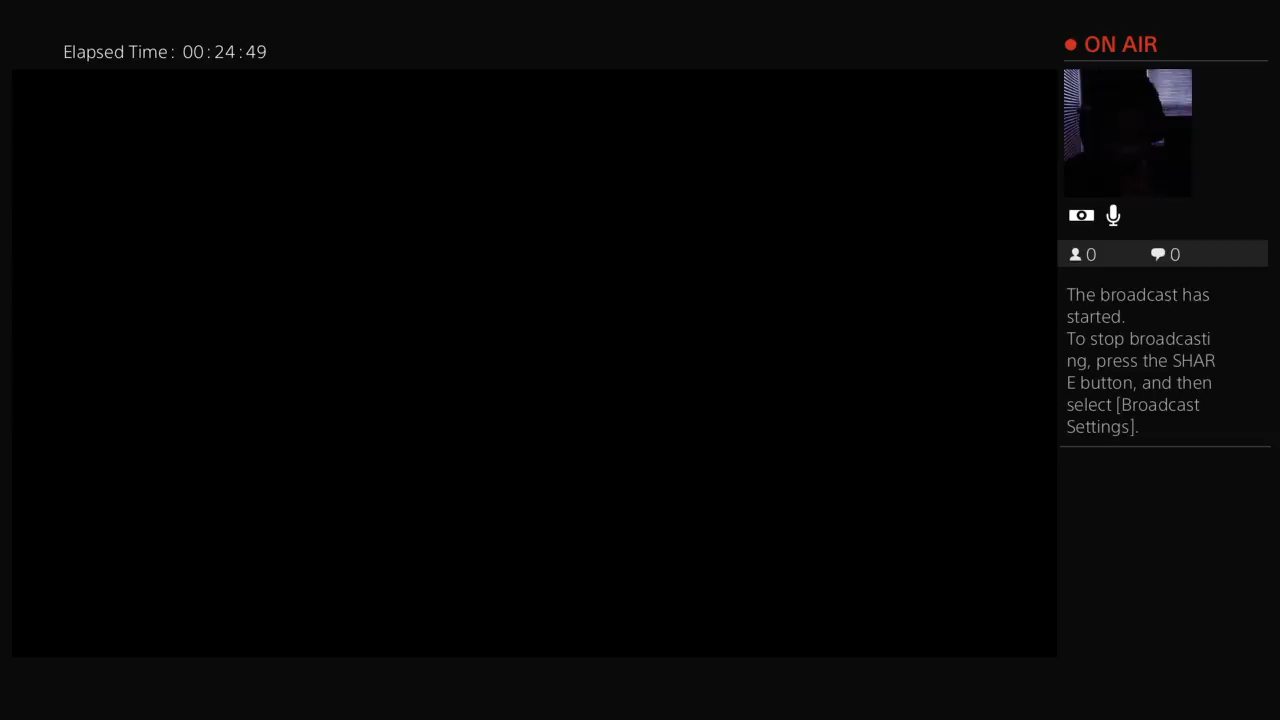 Elapsed Time: 00:24:49
ON AIR
0 0
The broadcast has
started.
To stop broadcasti
ng, press the SHAR
E button, and then
select [Broadcast
Settings].